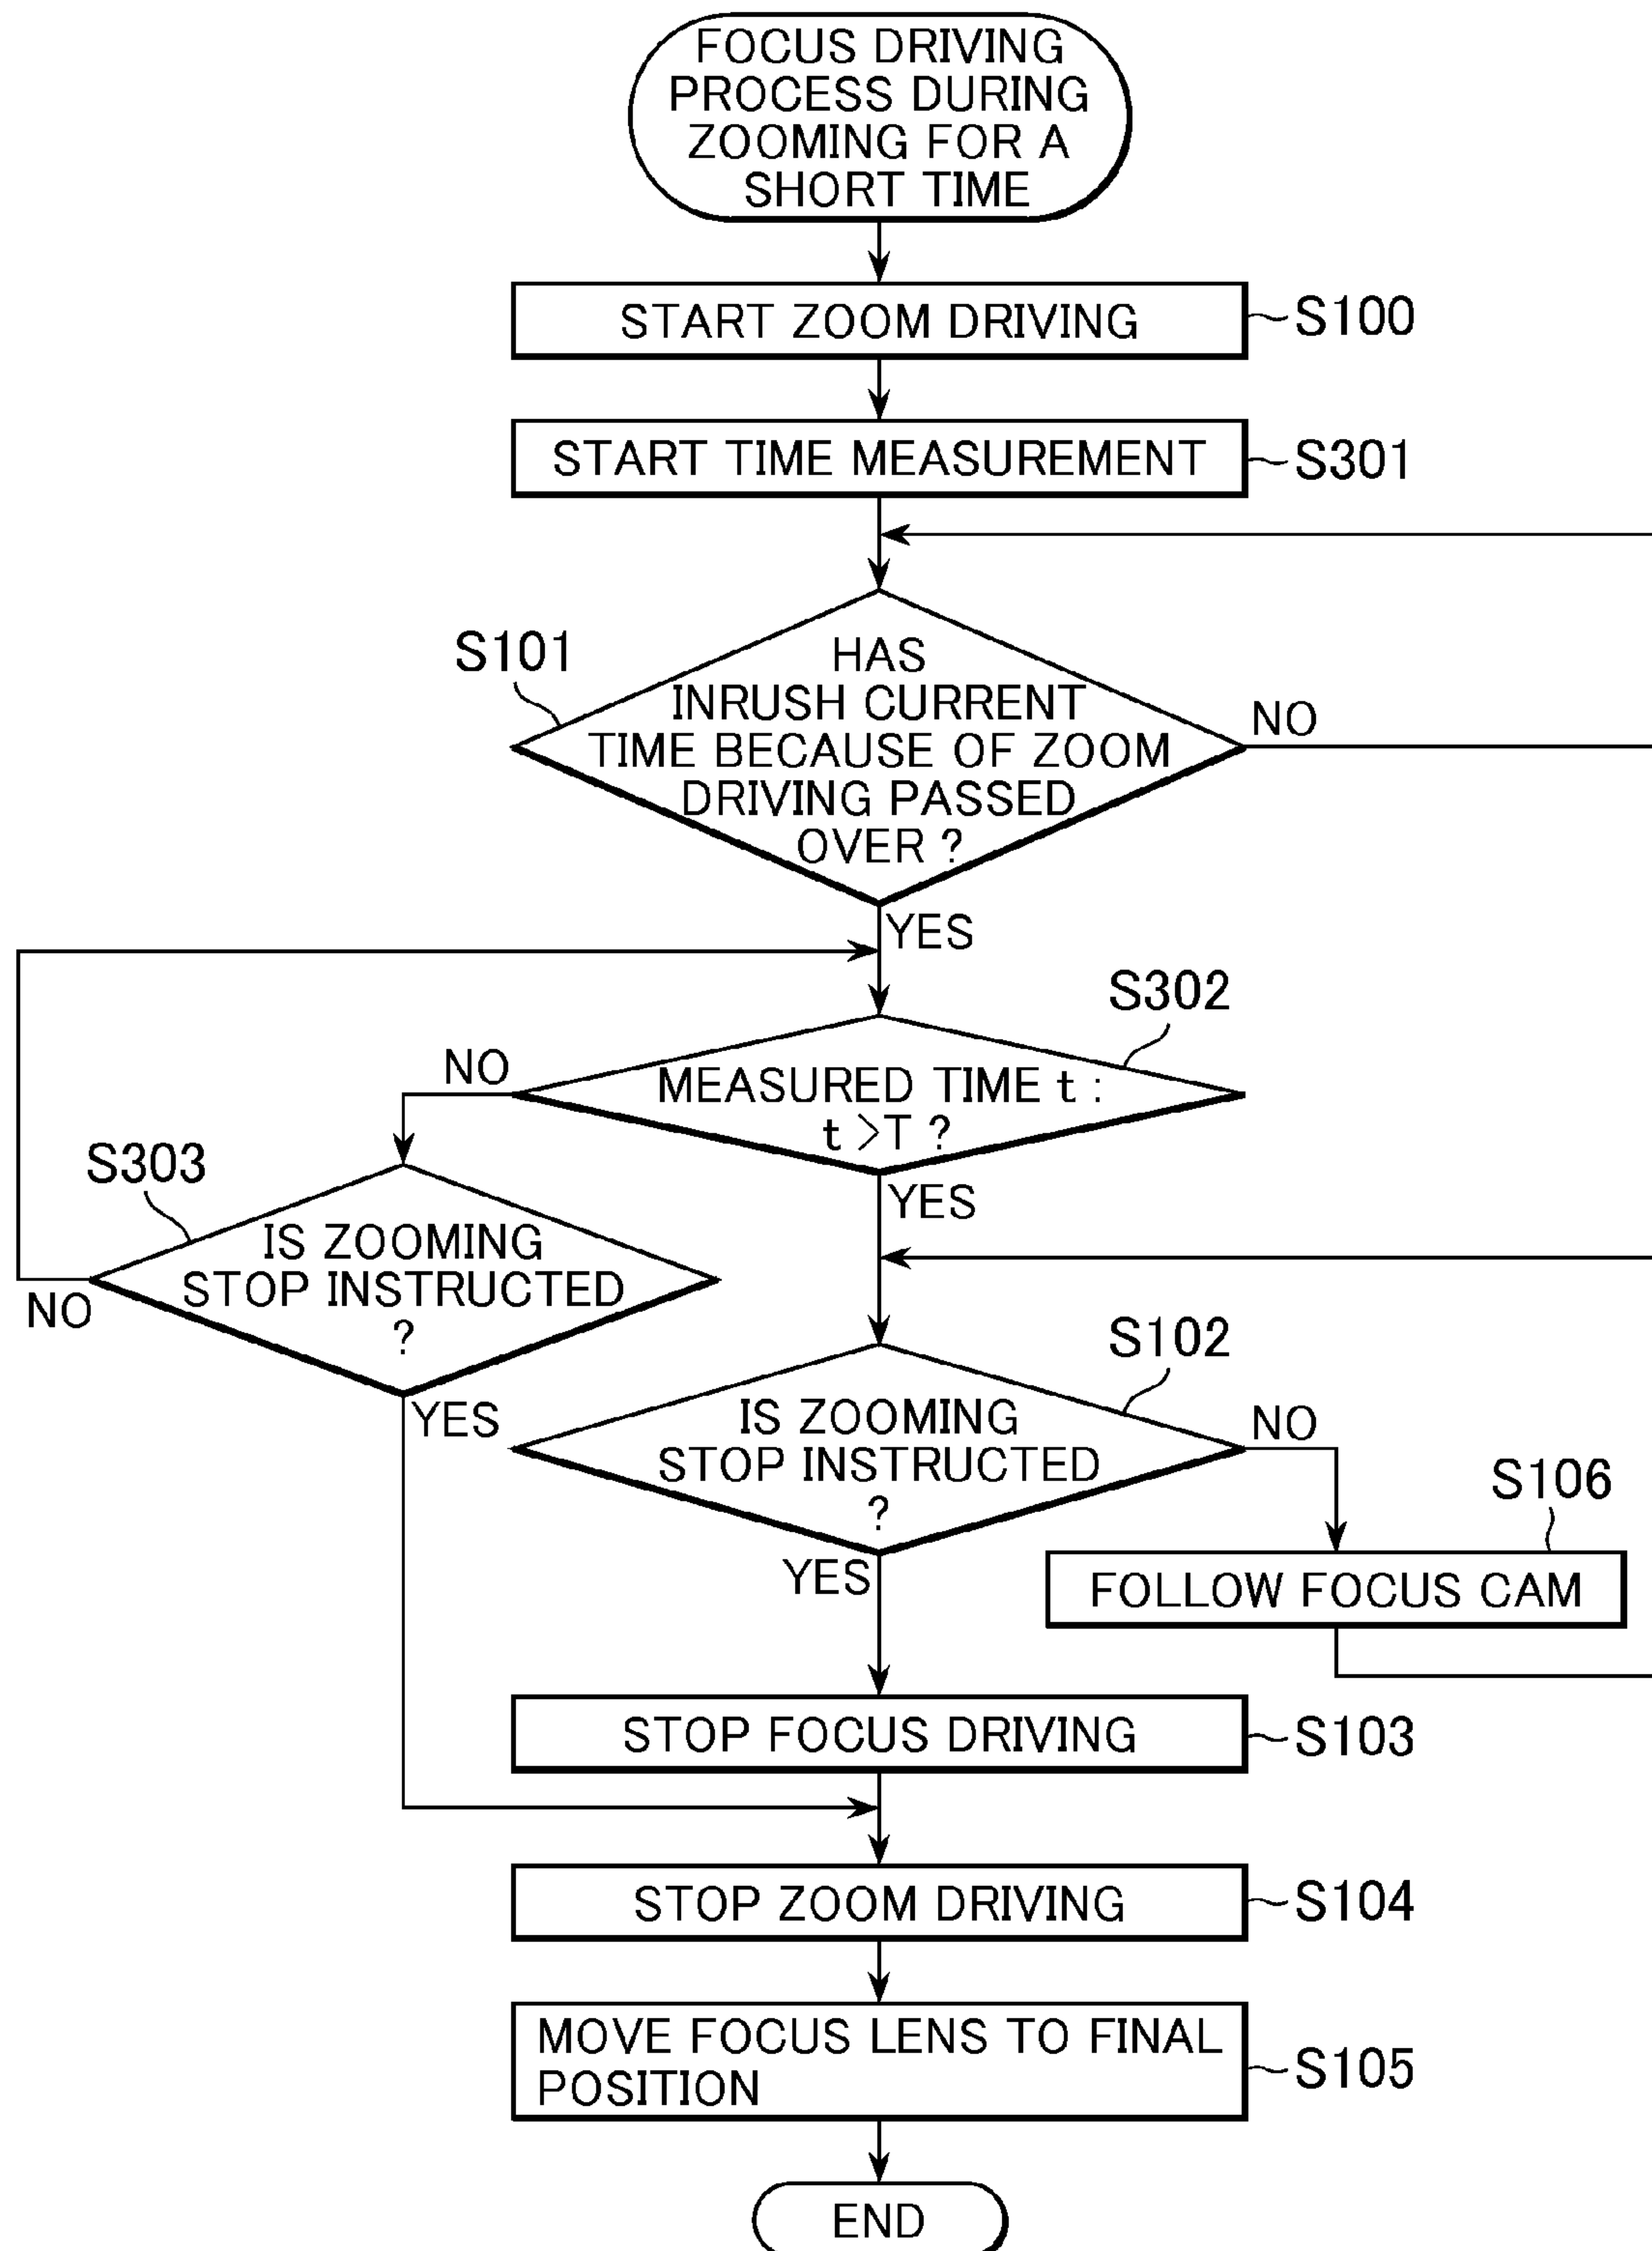 FOCUS DRIVING
PROCESS DURING
ZOOMING FOR A
SHORT TIME
START ZOOM DRIVING
S100
START TIME MEASUREMENT
S301
S101
HAS
INRUSH CURRENT
TIME BECAUSE OF ZOOM
DRIVING PASSED
OVER ?
NO
YES
S302
MEASURED TIME t :
t >T ?
NO
YES
S303
IS ZOOMING
STOP INSTRUCTED
?
NO
YES
S102
IS ZOOMING
STOP INSTRUCTED
?
NO
YES
S106
FOLLOW FOCUS CAM
STOP FOCUS DRIVING
S103
STOP ZOOM DRIVING
S104
MOVE FOCUS LENS TO FINAL
POSITION
S105
END